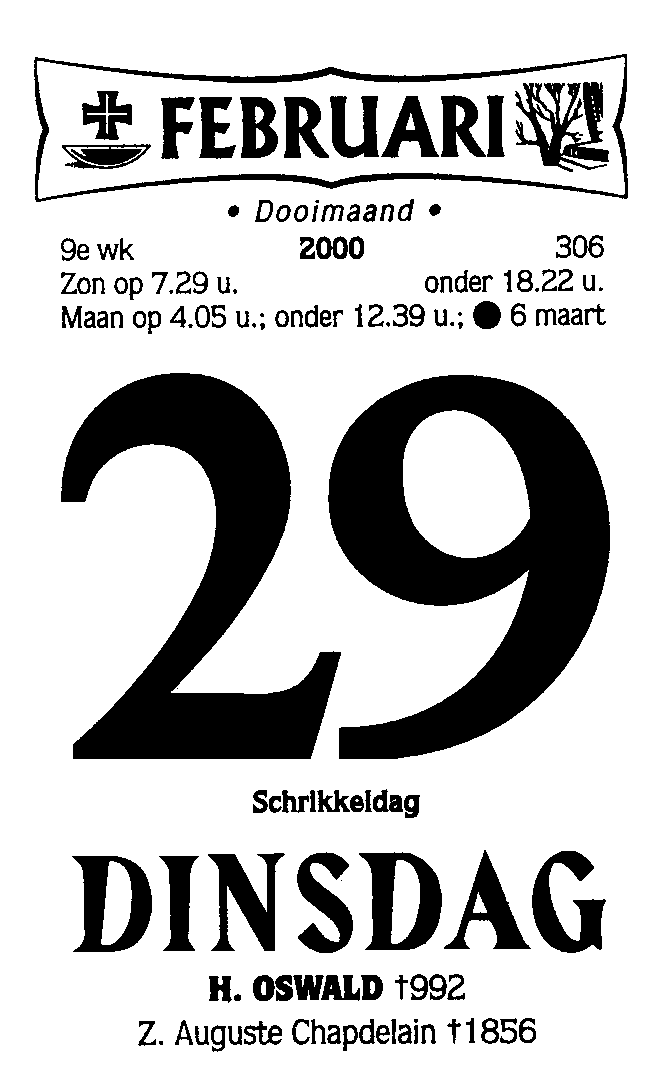 FEBRUARI
• Dooimaand •
9e wk 2000 306
Zon op 7.29 u. onder 18.22 u.
Maan op 4.05 u.; onder 12.39 u.; ● 6 maart
29
Schrikkeldag
DINSDAG
H. OSWALD †992
Z. Auguste Chapdelain †1856